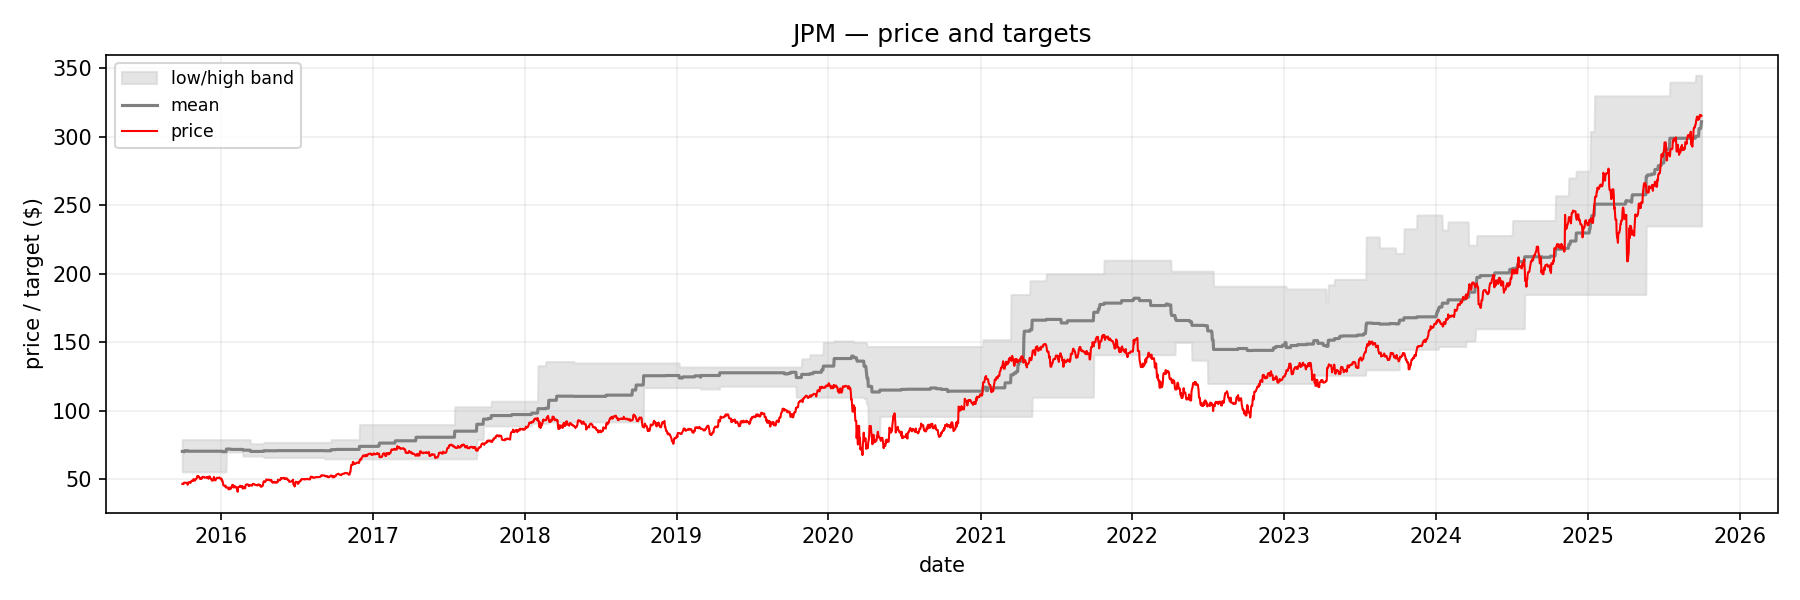 JPM — price and targets
low/high band
mean
price
price / target ($)
350
300
250
200
150
100
50
2016 2017 2018 2019 2020 2021 2022 2023 2024 2025 2026
date